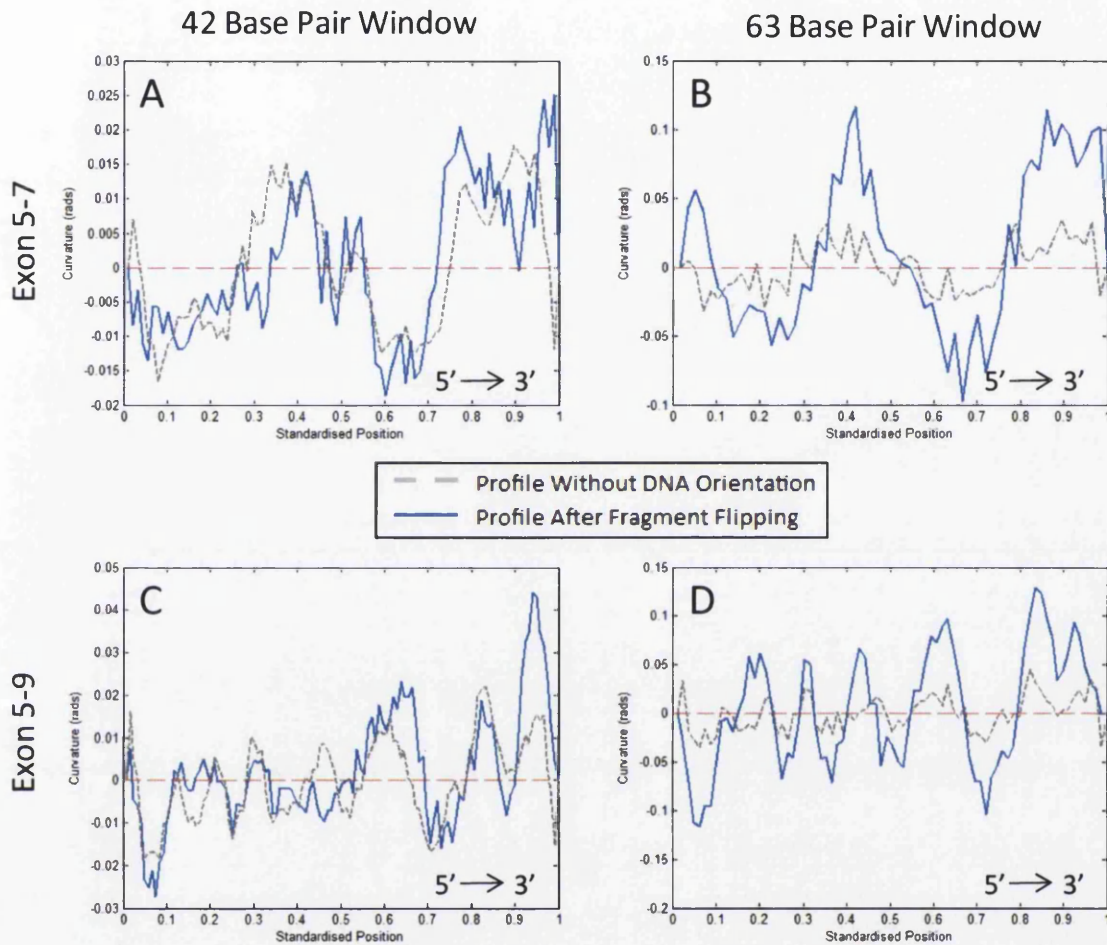 42 Base Pair Window
63 Base Pair Window
Exon 5-7
A
Curvature (rads)
0.03
0.025
0.02
0.015
0.01
0.005
0
-0.005
-0.01
-0.015
-0.02
0 0.1 0.2 0.3 0.4 0.5 0.6 0.7 0.8 0.9 1
Standardised Position
5' → 3'
B
Curvature (rads)
0.15
0.1
0.05
0
-0.05
-0.1
0 0.1 0.2 0.3 0.4 0.5 0.6 0.7 0.8 0.9 1
Standardised Position
5' → 3'
Profile Without DNA Orientation
Profile After Fragment Flipping
Exon 5-9
C
Curvature (rads)
0.05
0.04
0.03
0.02
0.01
0
-0.01
-0.02
-0.03
0 0.1 0.2 0.3 0.4 0.5 0.6 0.7 0.8 0.9 1
Standardised Position
5' → 3'
D
Curvature (rads)
0.15
0.1
0.05
0
-0.05
-0.1
-0.15
-0.2
0 0.1 0.2 0.3 0.4 0.5 0.6 0.7 0.8 0.9 1
Standardised Position
5' → 3'